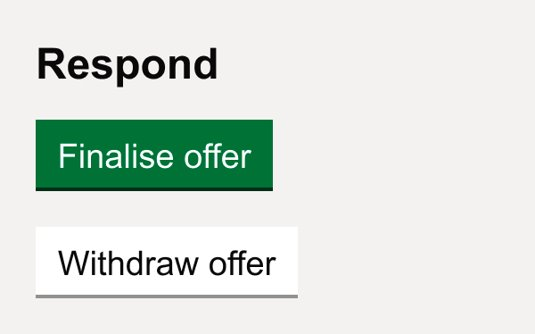 Respond
Finalise offer
Withdraw offer